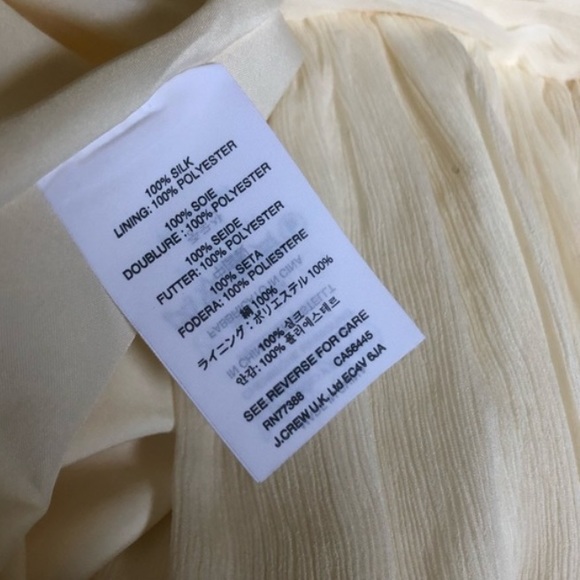 100% SILK
LINING: 100% POLYESTER
100% SOIE
DOUBLURE : 100% POLYESTER
100% SEIDE
FUTTER: 100% POLYESTER
100% SETA
FODERA: 100% POLIESTERE
絹 100%
ライニング : ポリエステル 100%
100% 실크
안감: 100% 폴리에스테르
SEE REVERSE FOR CARE
RN77388 CA56445
J.CREW U.K. Ltd EC4V 6JA